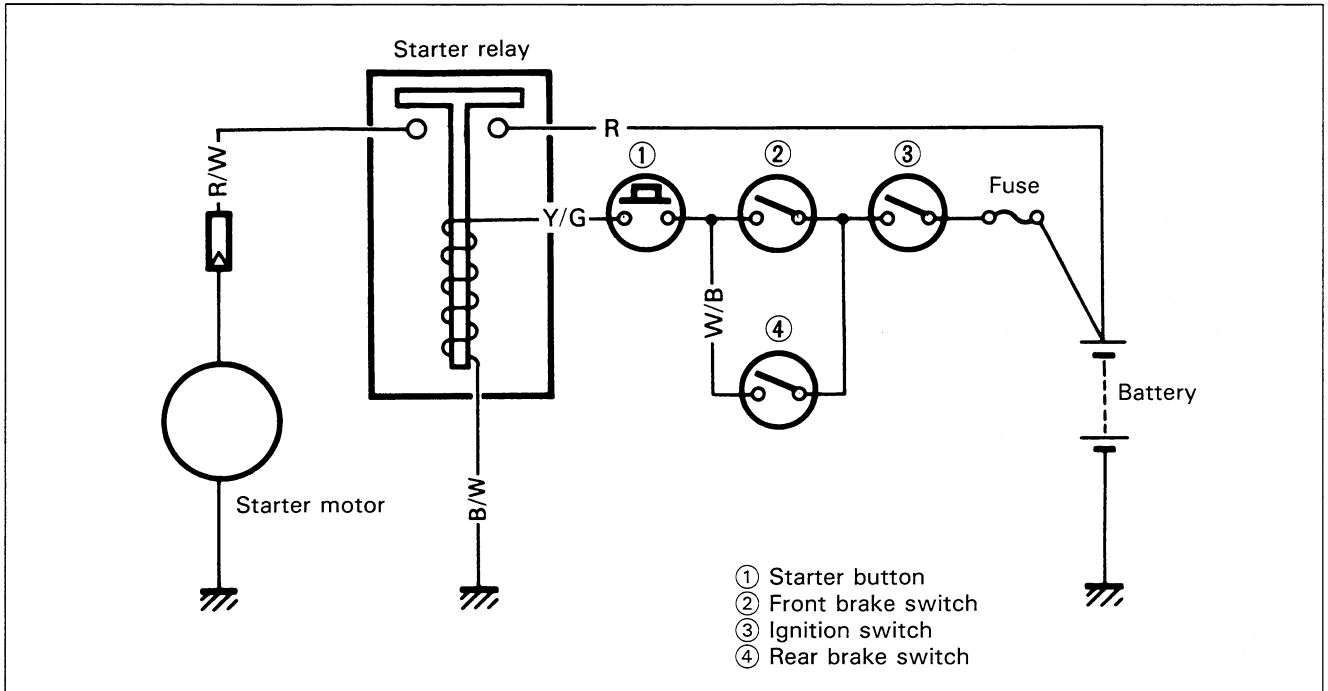 Starter relay
R
R/W
①
②
③
Fuse
Y/G
W/B
④
Battery
B/W
Starter motor
① Starter button
② Front brake switch
③ Ignition switch
④ Rear brake switch